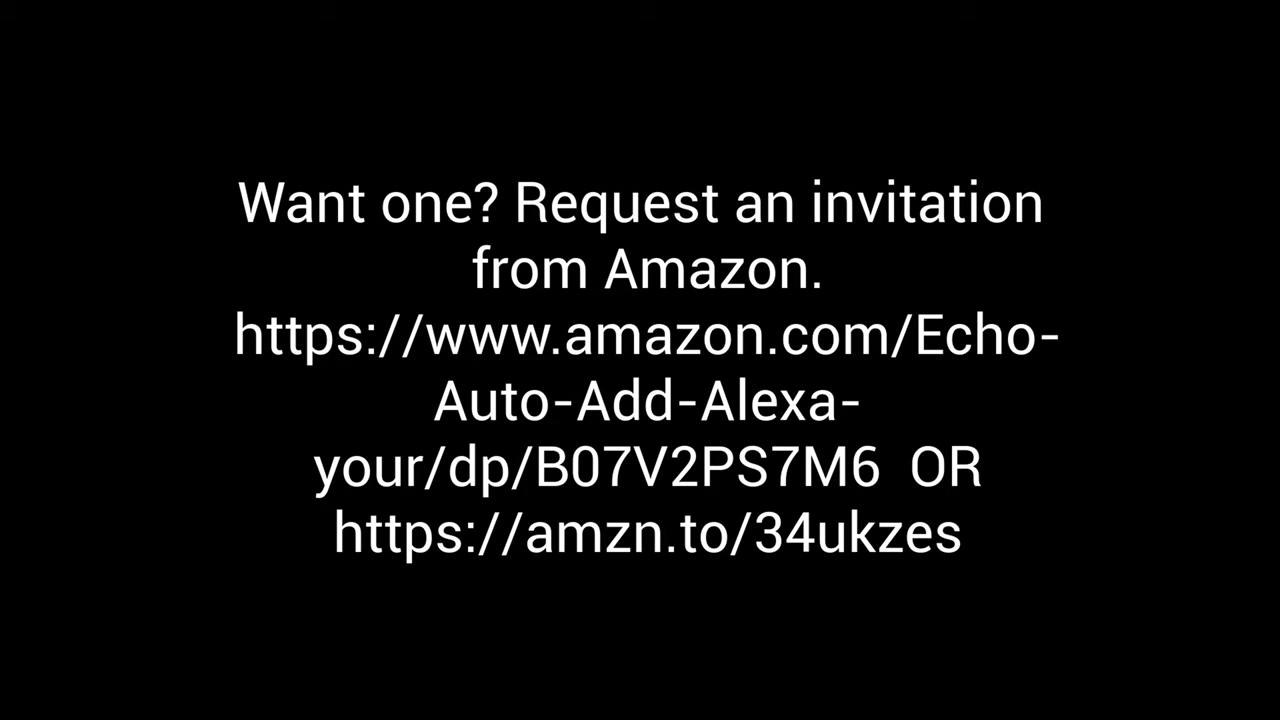 Want one? Request an invitation
from Amazon.
https://www.amazon.com/Echo-
Auto-Add-Alexa-
your/dp/B07V2PS7M6  OR
https://amzn.to/34ukzes